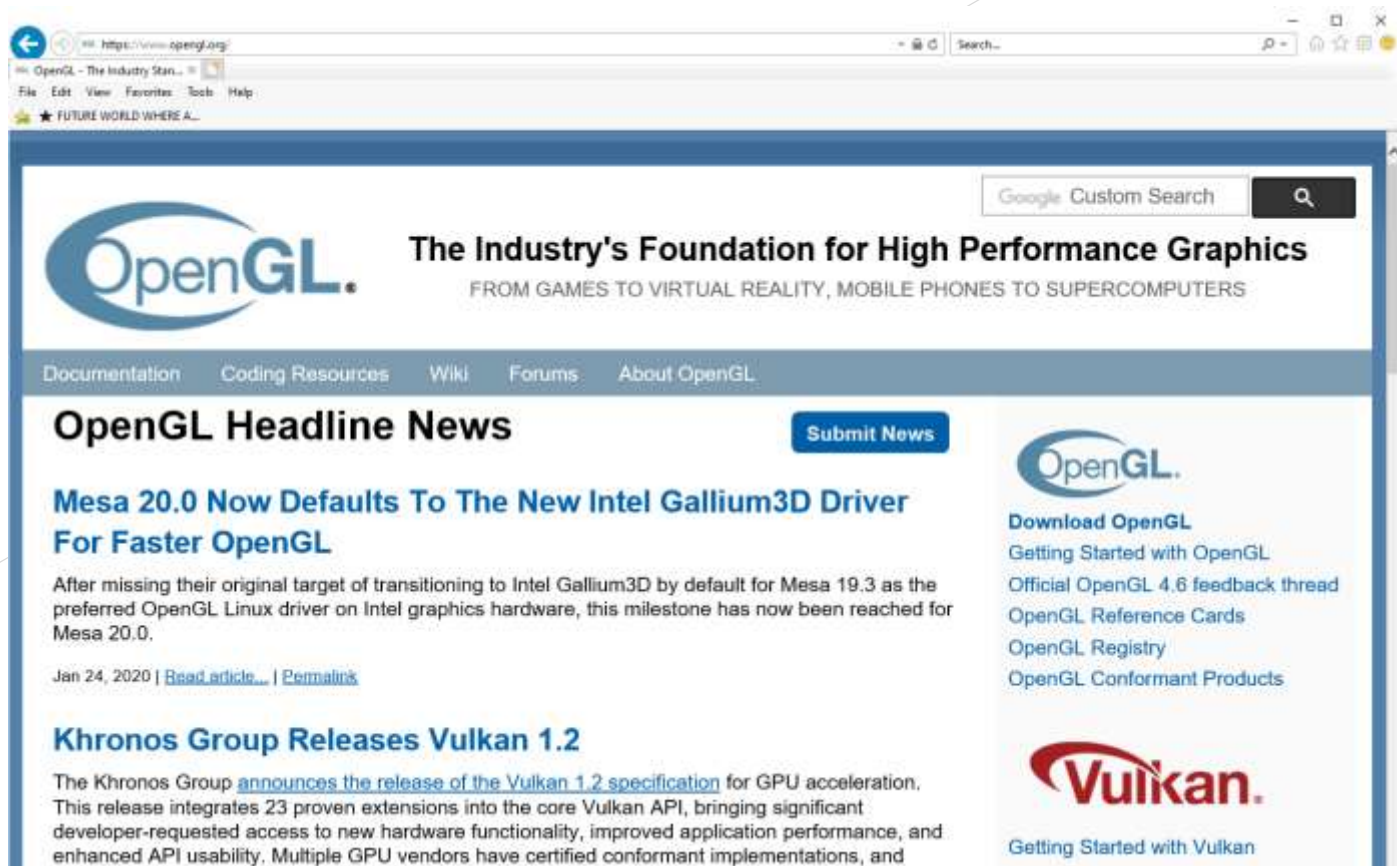 https://www.opengl.org/
Search...
OpenGL - The Industry Stan...
File Edit View Favorites Tools Help
FUTURE WORLD WHERE A...
Google Custom Search
OpenGL.
The Industry's Foundation for High Performance Graphics
FROM GAMES TO VIRTUAL REALITY, MOBILE PHONES TO SUPERCOMPUTERS
Documentation Coding Resources Wiki Forums About OpenGL
OpenGL Headline News
Submit News
Mesa 20.0 Now Defaults To The New Intel Gallium3D Driver
For Faster OpenGL
After missing their original target of transitioning to Intel Gallium3D by default for Mesa 19.3 as the
preferred OpenGL Linux driver on Intel graphics hardware, this milestone has now been reached for
Mesa 20.0.
Jan 24, 2020 | Read article... | Permalink
Khronos Group Releases Vulkan 1.2
The Khronos Group announces the release of the Vulkan 1.2 specification for GPU acceleration.
This release integrates 23 proven extensions into the core Vulkan API, bringing significant
developer-requested access to new hardware functionality, improved application performance, and
enhanced API usability. Multiple GPU vendors have certified conformant implementations, and
OpenGL.
Download OpenGL
Getting Started with OpenGL
Official OpenGL 4.6 feedback thread
OpenGL Reference Cards
OpenGL Registry
OpenGL Conformant Products
Vulkan.
Getting Started with Vulkan